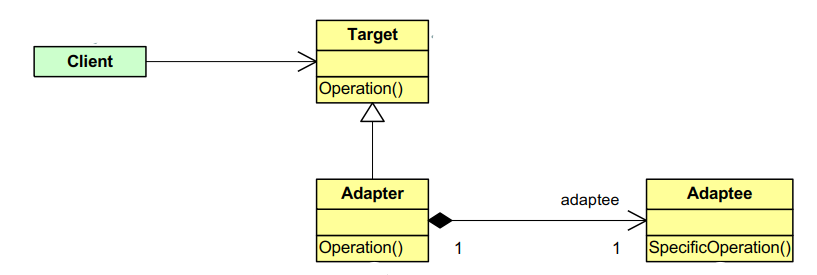 Target
Client
Operation()
Adapter
adaptee
Adaptee
Operation()
1
1
SpecificOperation()